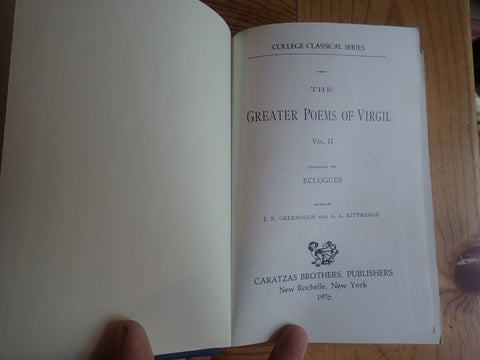 COLLEGE CLASSICAL SERIES
THE
GREATER POEMS OF VIRGIL
VOL. II
CONTAINING THE
ECLOGUES
EDITED BY
J. B. GREENOUGH AND G. L. KITTREDGE
CARATZAS BROTHERS, PUBLISHERS
New Rochelle, New York
1976